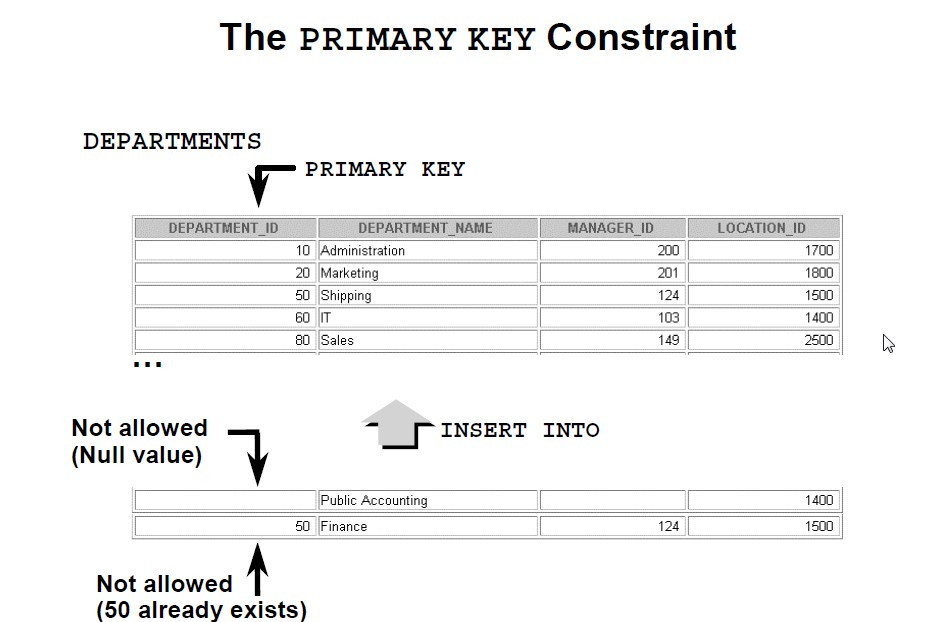 The PRIMARY KEY Constraint
DEPARTMENTS
PRIMARY KEY
DEPARTMENT_ID DEPARTMENT_NAME MANAGER_ID LOCATION_ID
10 Administration 200 1700
20 Marketing 201 1800
50 Shipping 124 1500
60 IT 103 1400
80 Sales 149 2500
...
Not allowed
(Null value)
INSERT INTO
Public Accounting 1400
50 Finance 124 1500
Not allowed
(50 already exists)